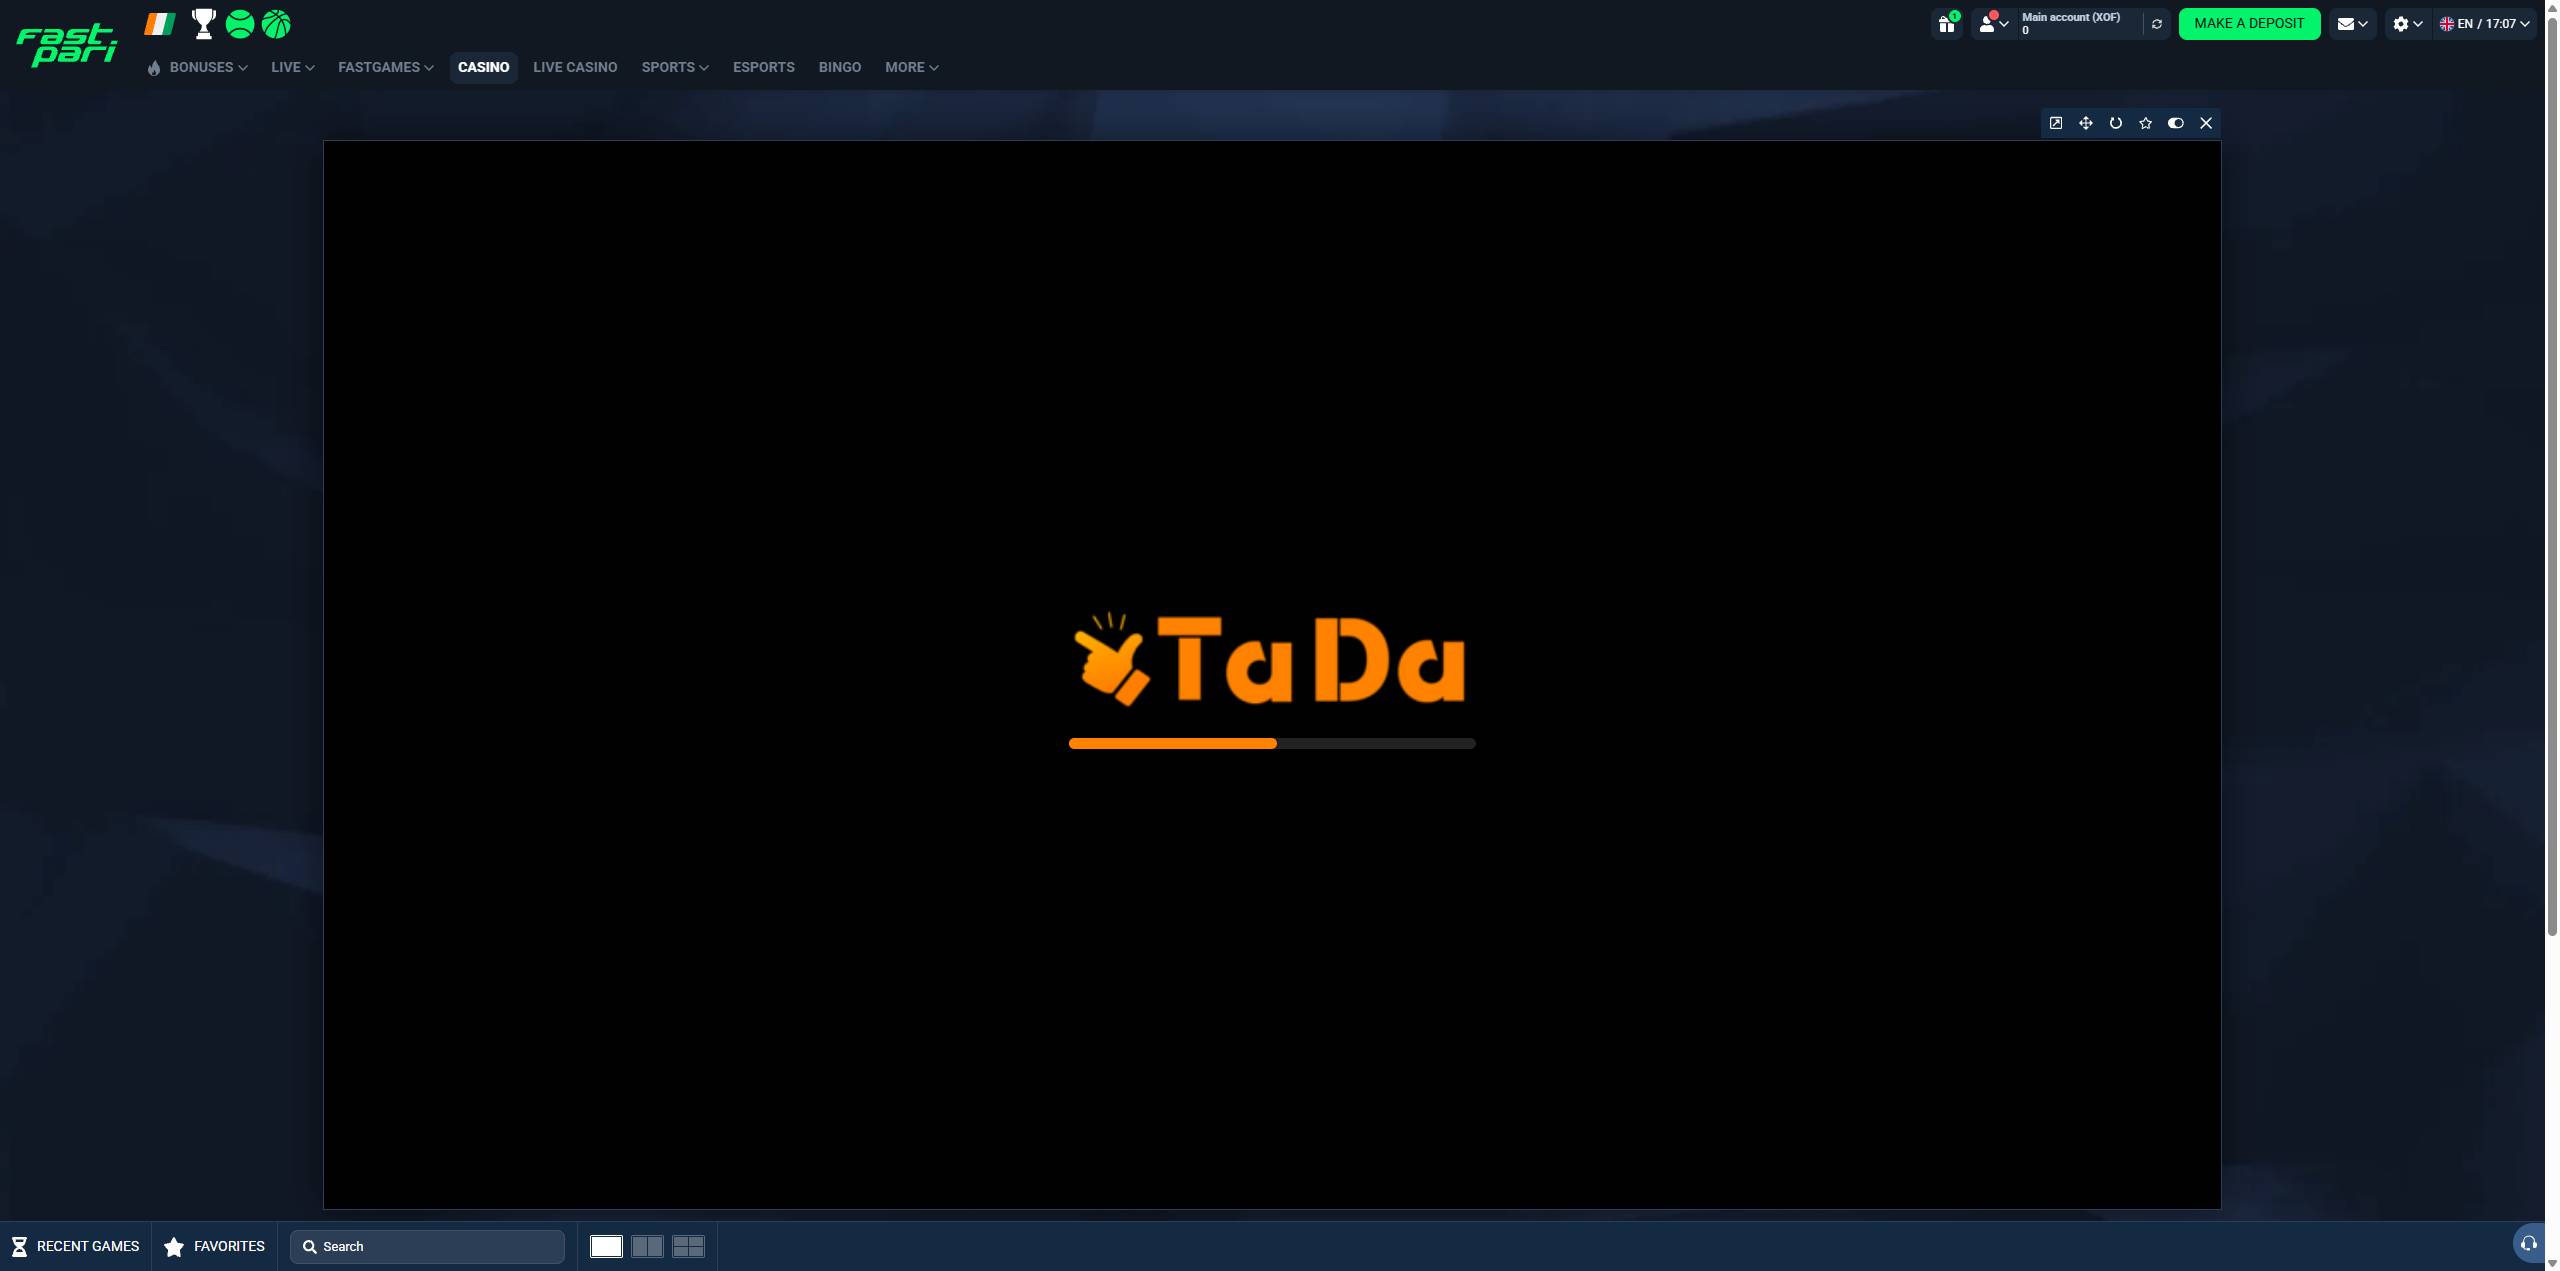 fast pari
1
Main account (XOF)
0
MAKE A DEPOSIT
EN / 17:07
BONUSES
LIVE
FASTGAMES
CASINO
LIVE CASINO
SPORTS
ESPORTS
BINGO
MORE
TaDa
RECENT GAMES
FAVORITES
Search